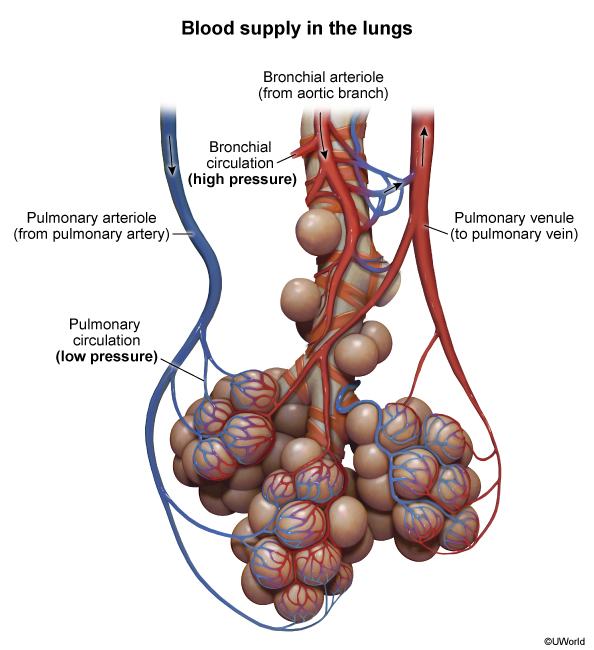 Blood supply in the lungs
Bronchial arteriole
(from aortic branch)
Bronchial
circulation
(high pressure)
Pulmonary arteriole
(from pulmonary artery)
Pulmonary venule
(to pulmonary vein)
Pulmonary
circulation
(low pressure)
©UWorld